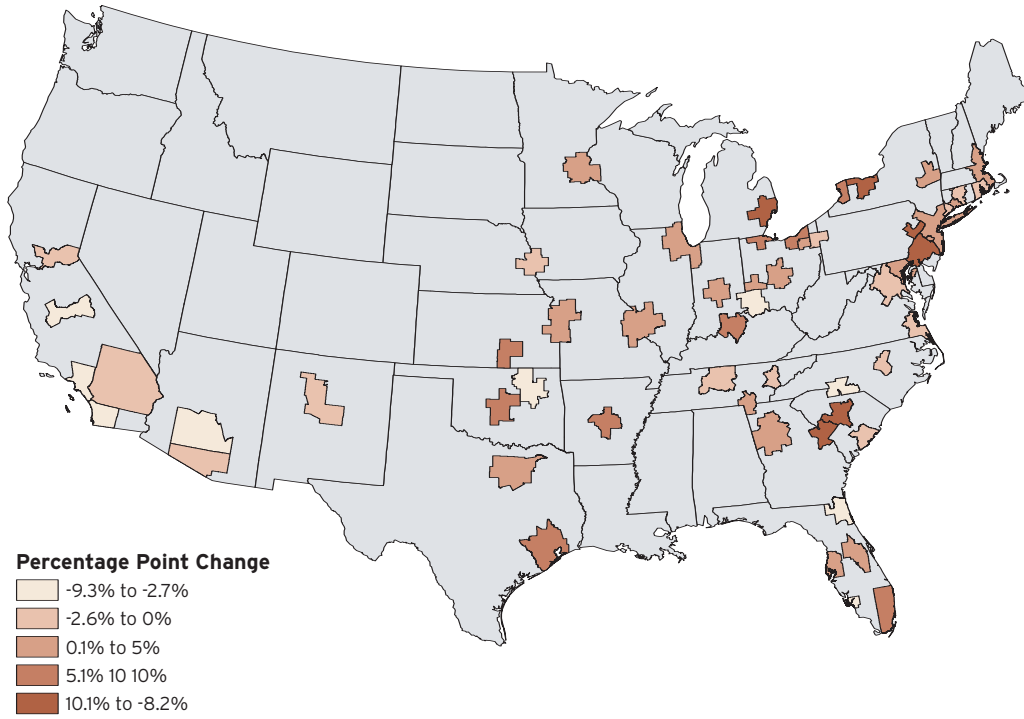 Percentage Point Change
-9.3% to -2.7%
-2.6% to 0%
0.1% to 5%
5.1% 10 10%
10.1% to -8.2%